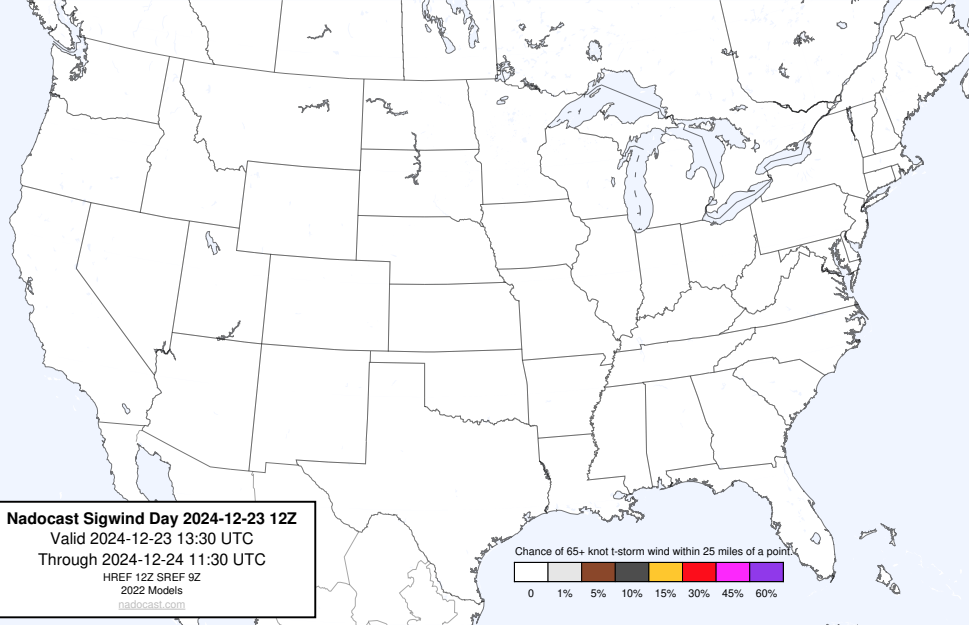 Nadocast Sigwind Day 2024-12-23 12Z
Valid 2024-12-23 13:30 UTC
Through 2024-12-24 11:30 UTC
HREF 12Z SREF 9Z
2022 Models
nadocast.com
Chance of 65+ knot t-storm wind within 25 miles of a point.
0 1% 5% 10% 15% 30% 45% 60%